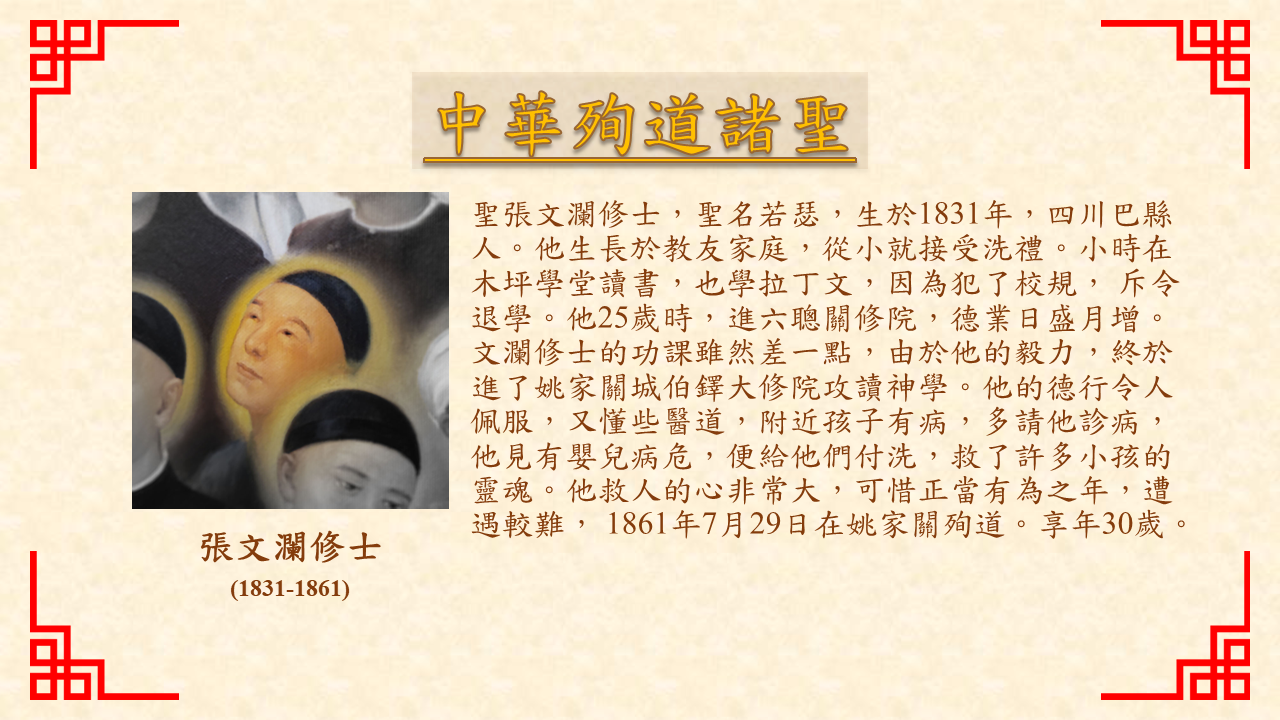 中華殉道諸聖
聖張文瀾修士，聖名若瑟，生於1831年，四川巴縣
人。他生長於教友家庭，從小就接受洗禮。小時在
木坪學堂讀書，也學拉丁文，因為犯了校規， 斥令
退學。他25歲時，進六聰關修院，德業日盛月增。
文瀾修士的功課雖然差一點，由於他的毅力，終於
進了姚家關城伯鐸大修院攻讀神學。他的德行令人
佩服，又懂些醫道，附近孩子有病，多請他診病，
他見有嬰兒病危，便給他們付洗，救了許多小孩的
靈魂。他救人的心非常大，可惜正當有為之年，遭
遇較難， 1861年7月29日在姚家關殉道。享年30歲。
張文瀾修士
(1831-1861)